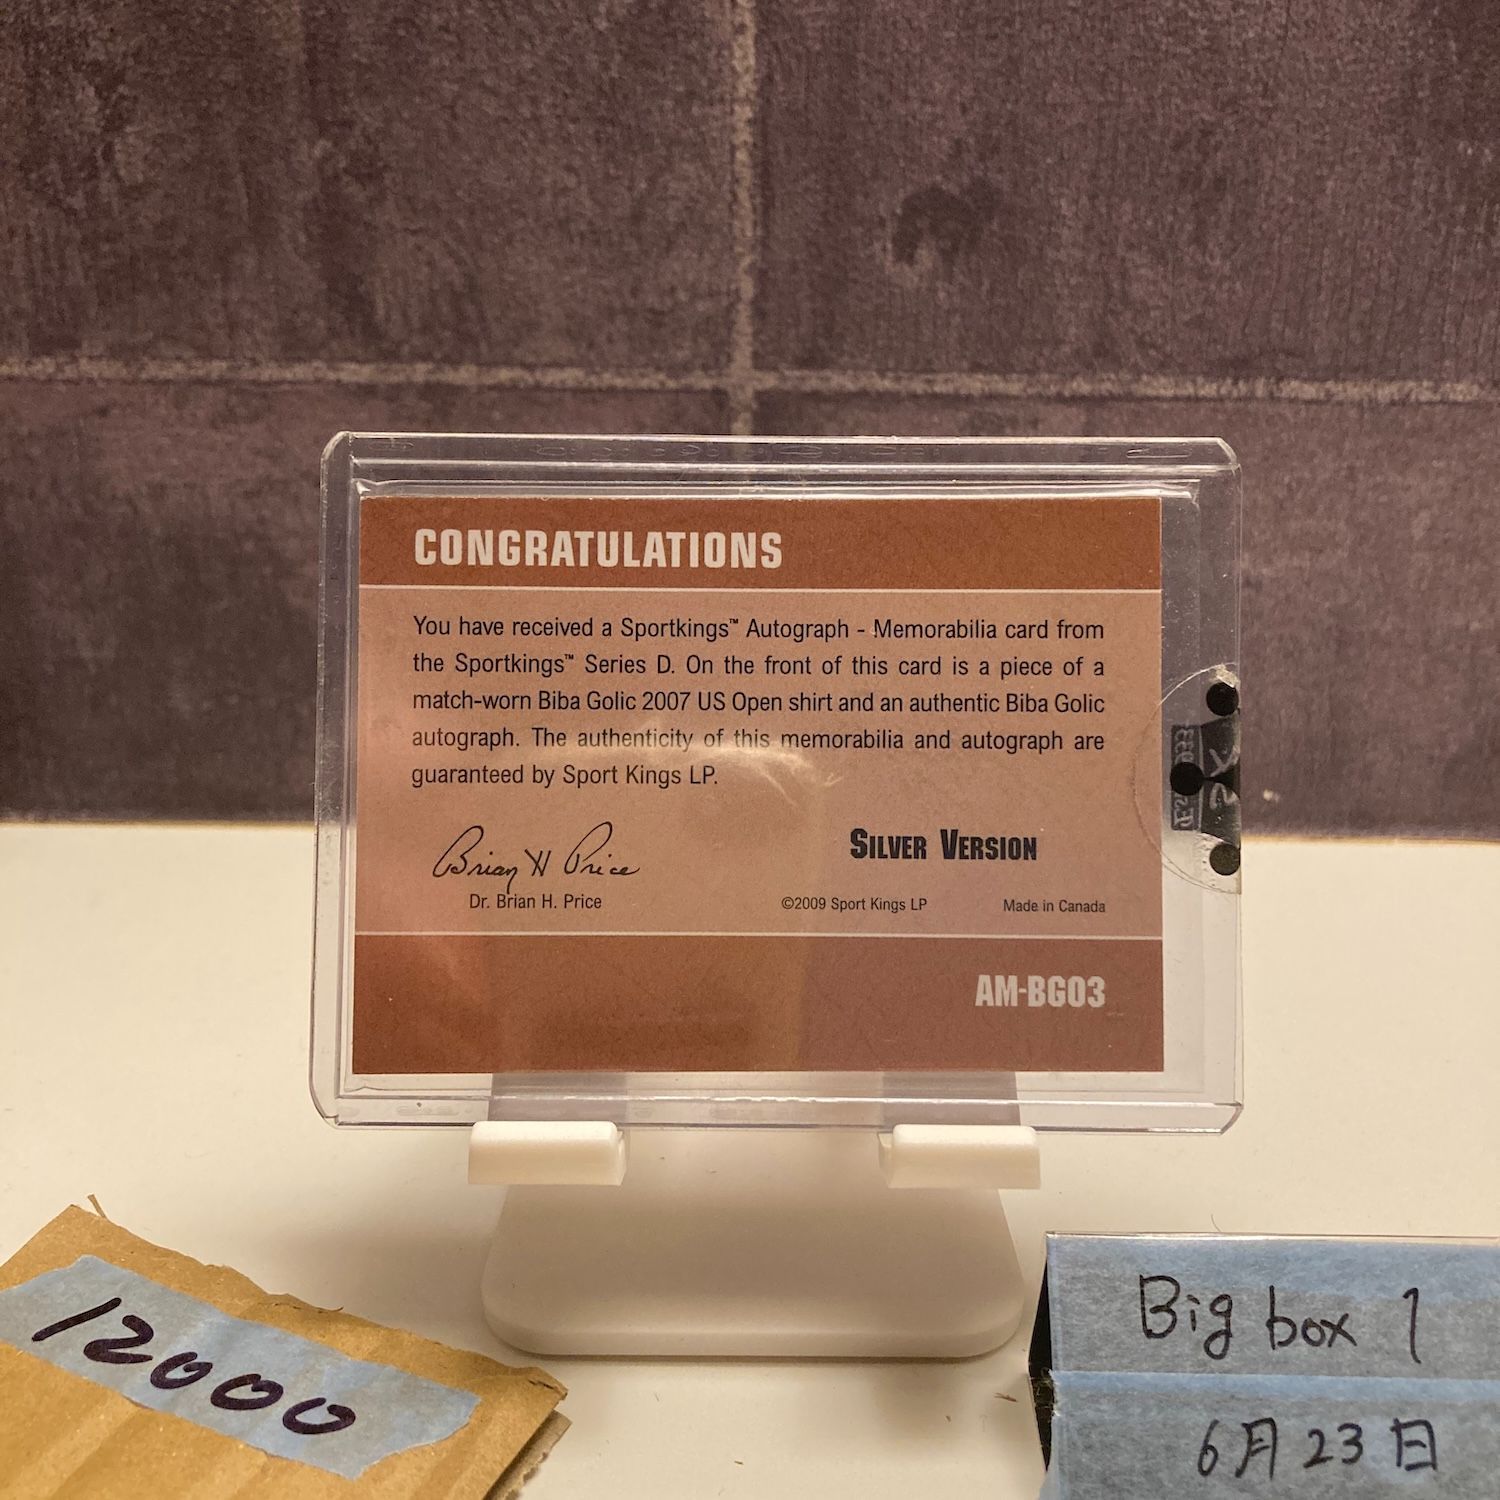 CONGRATULATIONS
You have received a Sportkings™ Autograph - Memorabilia card from
the Sportkings™ Series D. On the front of this card is a piece of a
match-worn Biba Golic 2007 US Open shirt and an authentic Biba Golic
autograph. The authenticity of this memorabilia and autograph are
guaranteed by Sport Kings LP.
Brian H Price
SILVER VERSION
Dr. Brian H. Price
©2009 Sport Kings LP
Made in Canada
AM-BG03
12000
Big box 1
6月23日